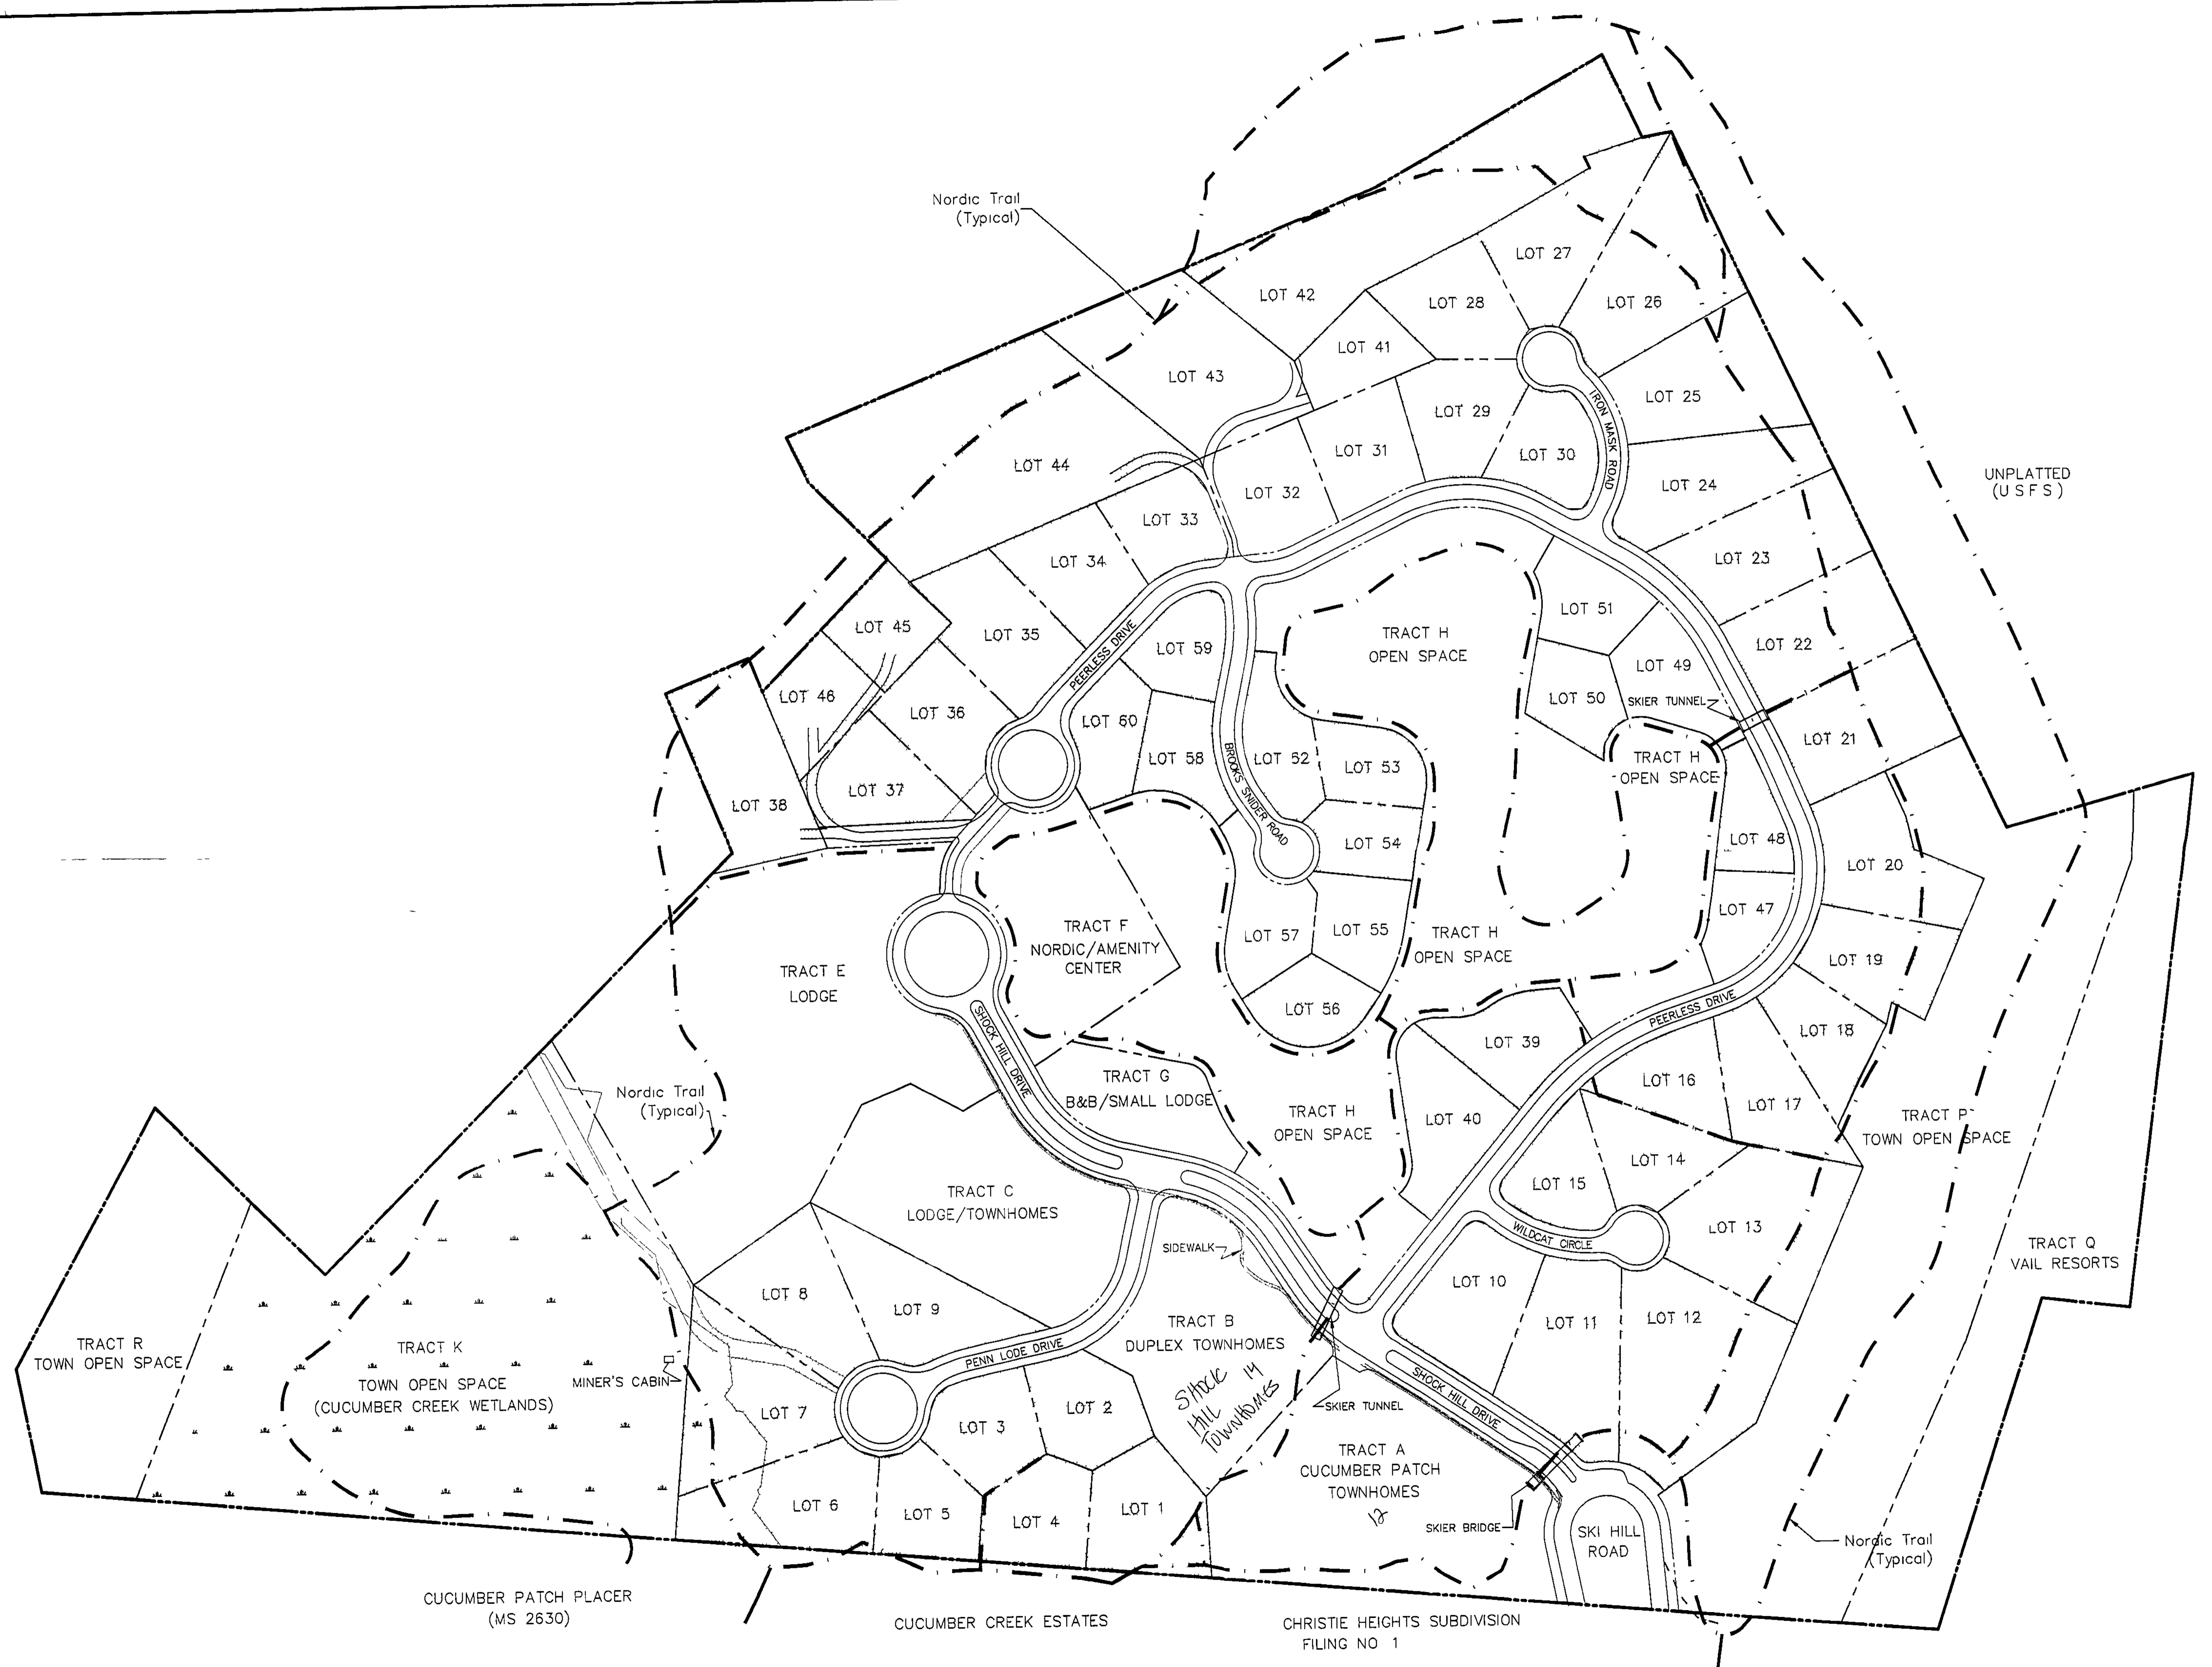 Nordic Trail
(Typical)
LOT 27
LOT 42
LOT 28
LOT 26
LOT 41
LOT 43
LOT 25
LOT 29
IRON MASK ROAD
LOT 31
LOT 30
LOT 44
LOT 24
LOT 32
UNPLATTED
(U S F S)
LOT 33
LOT 34
LOT 23
LOT 51
LOT 45
LOT 35
TRACT H
OPEN SPACE
LOT 59
LOT 22
PEERLESS DRIVE
LOT 49
LOT 46
LOT 50
SKIER TUNNEL
LOT 36
LOT 60
LOT 21
LOT 58
LOT 52
LOT 53
TRACT H
OPEN SPACE
BROOKS SNIDER ROAD
LOT 37
LOT 38
LOT 54
LOT 48
LOT 20
LOT 47
TRACT F
NORDIC/AMENITY
CENTER
LOT 57
LOT 55
TRACT H
OPEN SPACE
LOT 19
TRACT E
LODGE
LOT 56
PEERLESS DRIVE
LOT 18
SHOCK HILL DRIVE
LOT 39
TRACT G
B&B/SMALL LODGE
LOT 16
Nordic Trail
(Typical)
LOT 17
TRACT H
OPEN SPACE
LOT 40
TRACT P
TOWN OPEN SPACE
LOT 14
LOT 15
TRACT C
LODGE/TOWNHOMES
LOT 13
WILDCAT CIRCLE
SIDEWALK
TRACT Q
VAIL RESORTS
LOT 10
LOT 8
LOT 9
LOT 11
LOT 12
TRACT B
DUPLEX TOWNHOMES
TRACT R
TOWN OPEN SPACE
TRACT K
TOWN OPEN SPACE
(CUCUMBER CREEK WETLANDS)
PENN LODE DRIVE
MINER'S CABIN
SHOCK 14
HILL
TOWNHOMES
SKIER TUNNEL
SHOCK HILL DRIVE
LOT 7
LOT 3
LOT 2
TRACT A
CUCUMBER PATCH
TOWNHOMES
12
LOT 6
LOT 5
LOT 4
LOT 1
SKIER BRIDGE
SKI HILL
ROAD
Nordic Trail
(Typical)
CUCUMBER PATCH PLACER
(MS 2630)
CUCUMBER CREEK ESTATES
CHRISTIE HEIGHTS SUBDIVISION
FILING NO 1